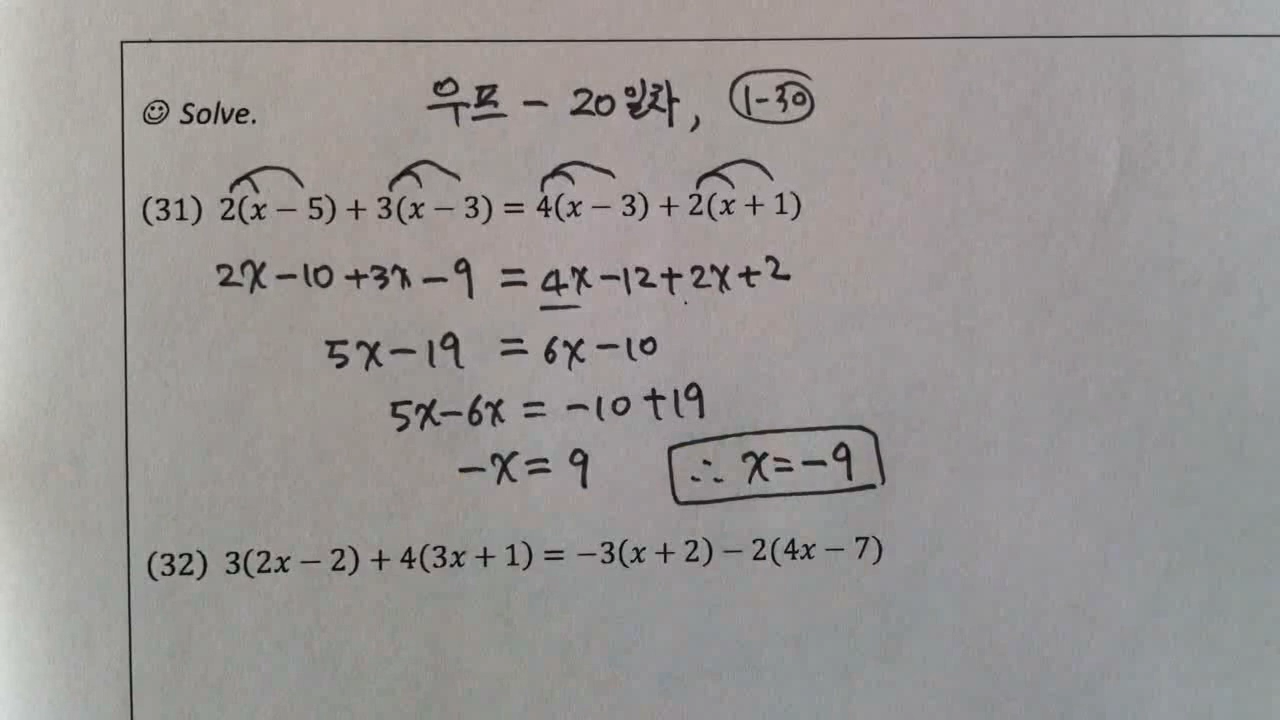 ☺ Solve. 우프 - 20일차, 1-30
(31) 2(x − 5) + 3(x − 3) = 4(x − 3) + 2(x + 1)
2x-10+3x-9 = 4x-12+2x+2
5x-19 = 6x-10
5x-6x = -10+19
-x = 9 ∴ x=-9
(32) 3(2x − 2) + 4(3x + 1) = −3(x + 2) − 2(4x − 7)